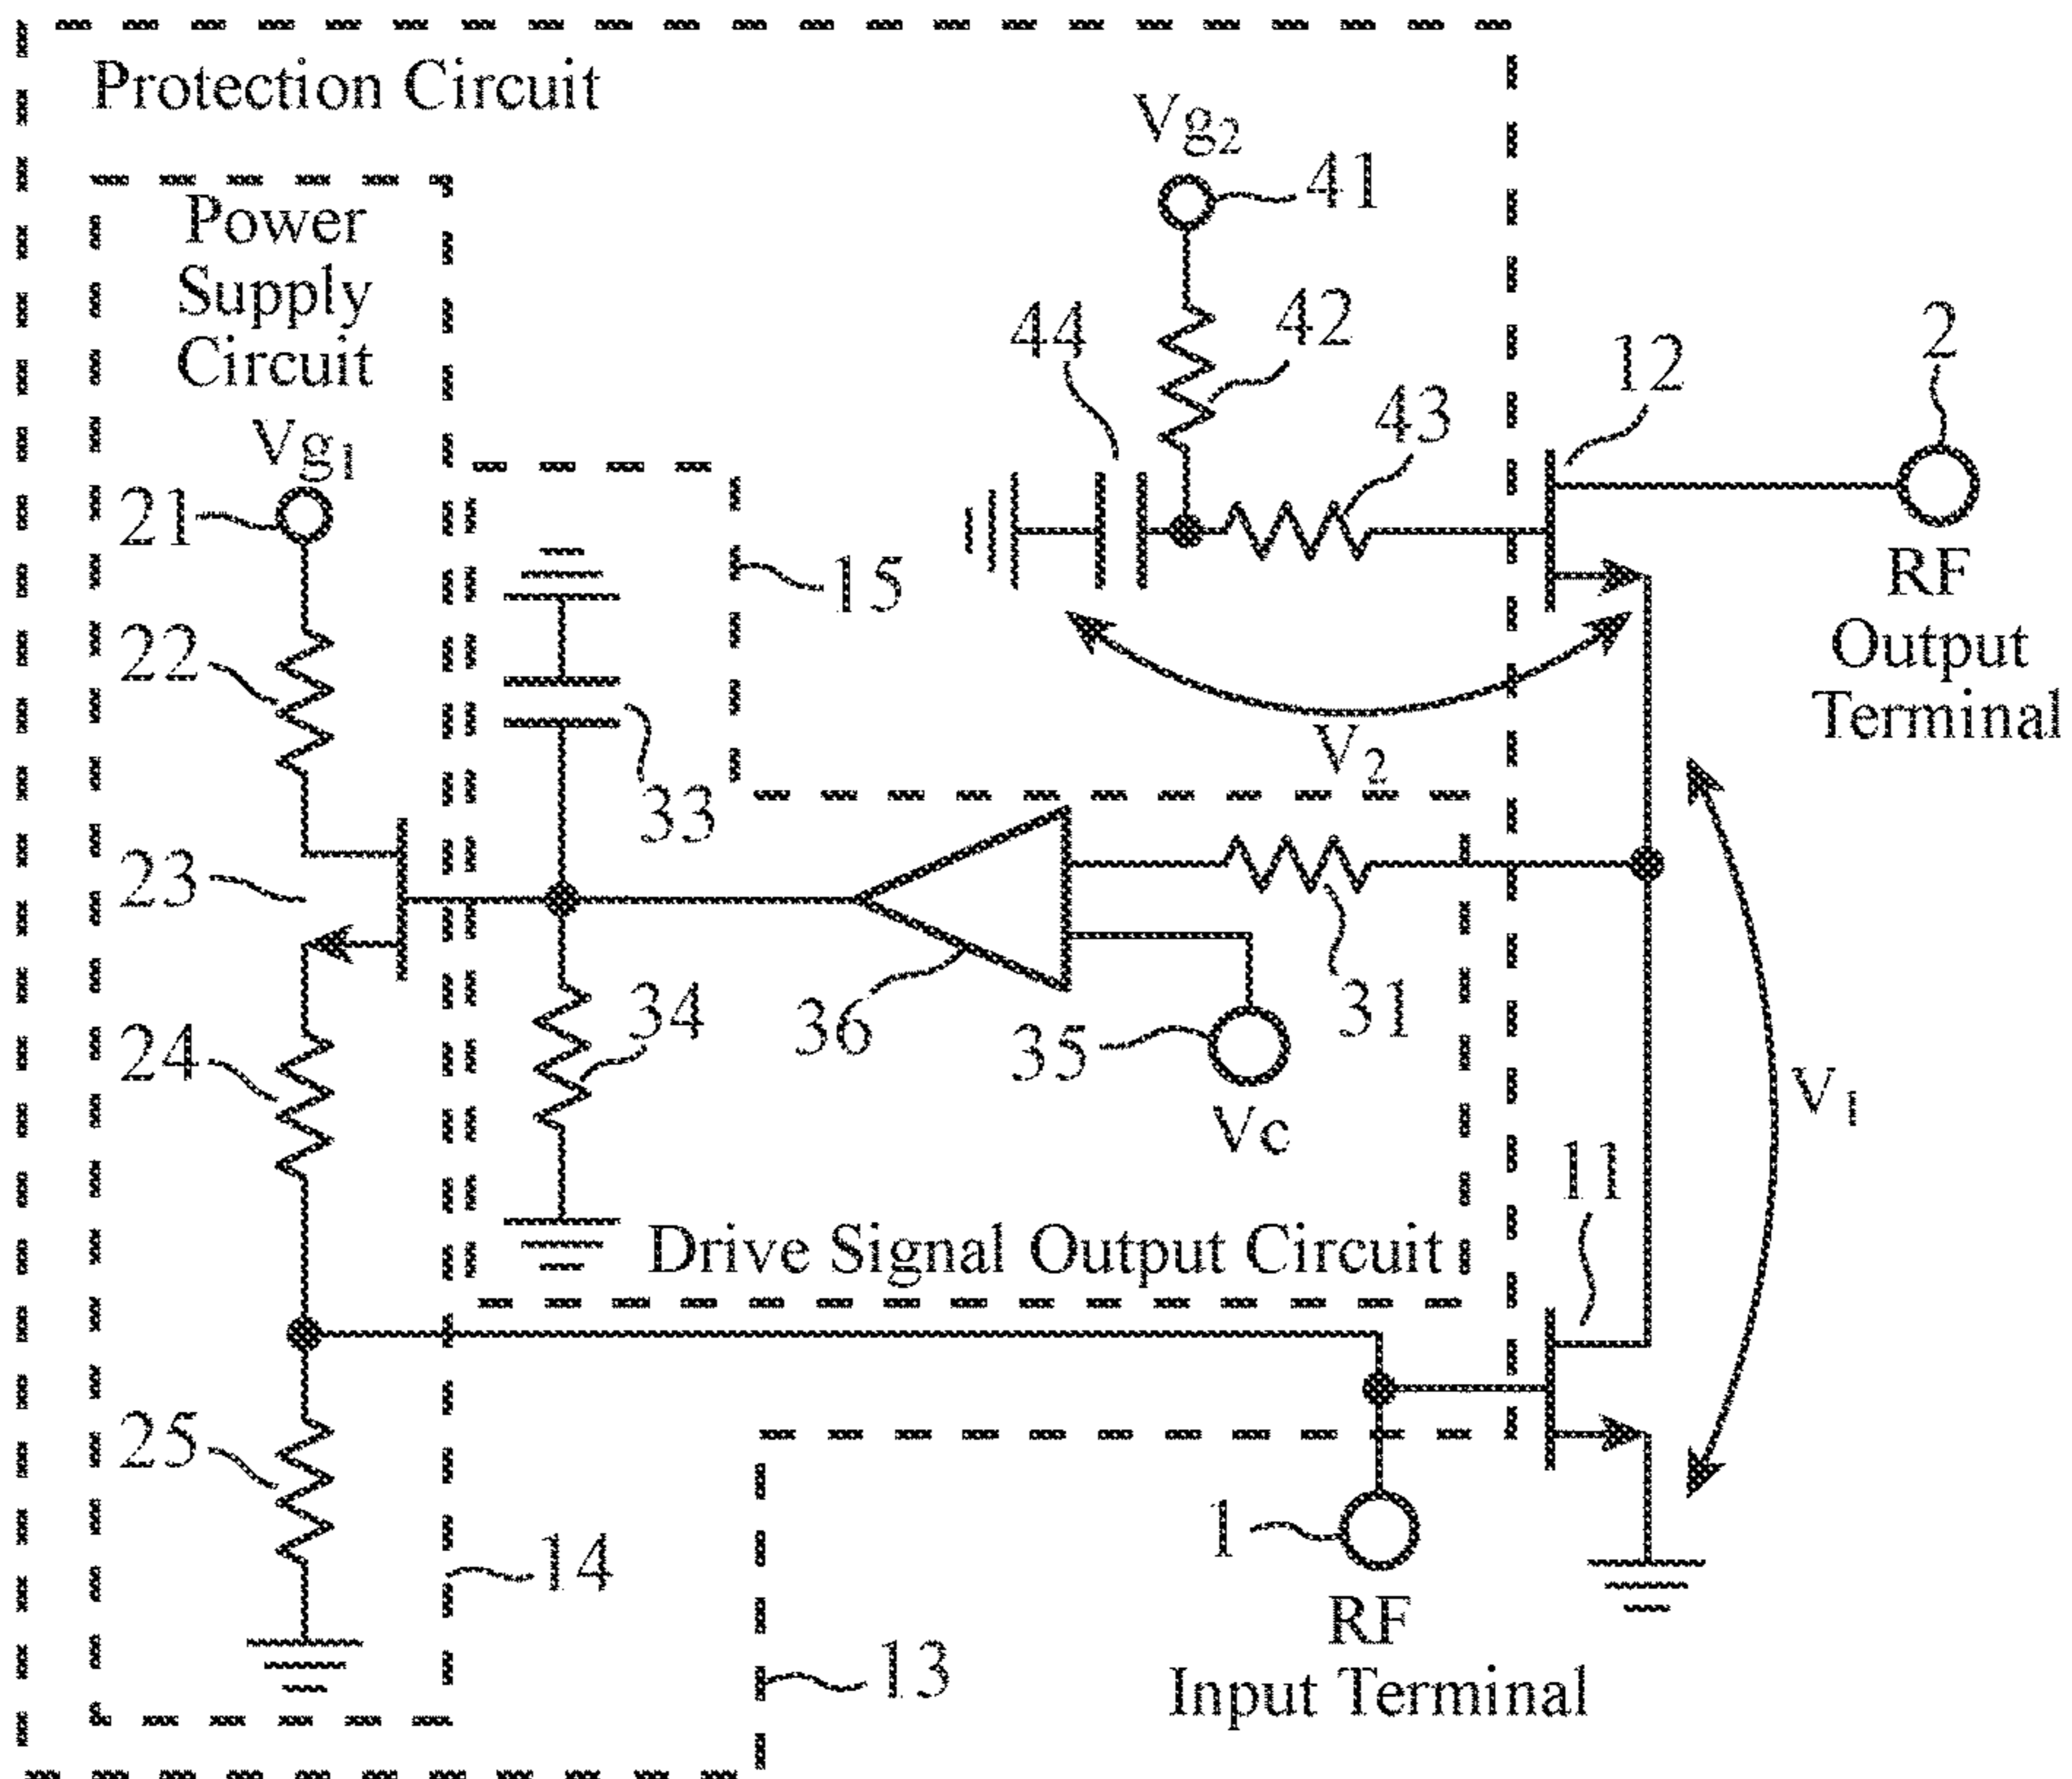 Protection Circuit
Vg2
41
Power
Supply
Circuit
44
42
12
2
43
Vg1
21
15
RF
Output
Terminal
22
V2
33
23
36
34
35
31
24
Vc
V1
11
Drive Signal Output Circuit
25
1
14
RF
Input Terminal
13